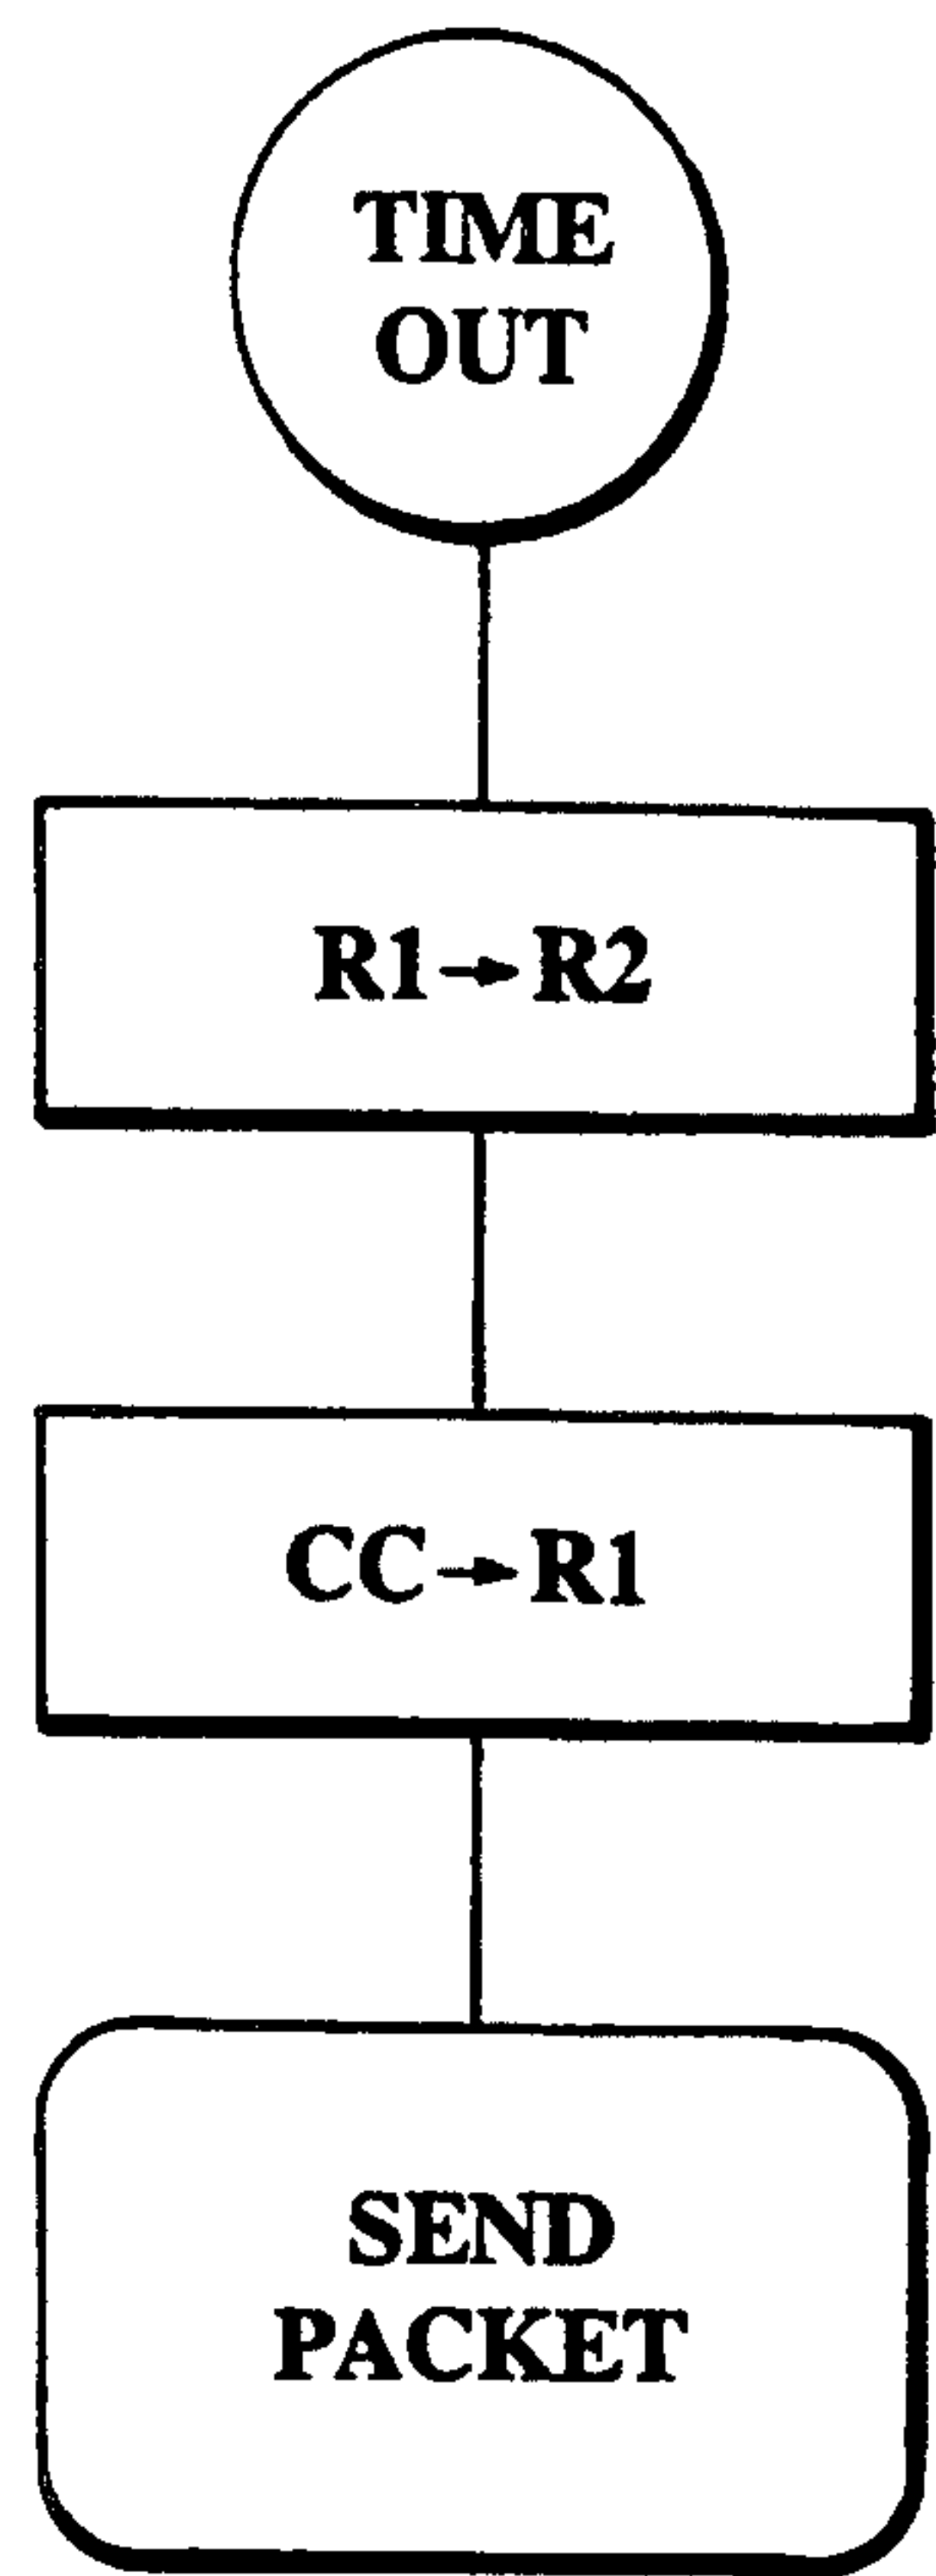 TIME
OUT
R1→R2
CC→R1
SEND
PACKET